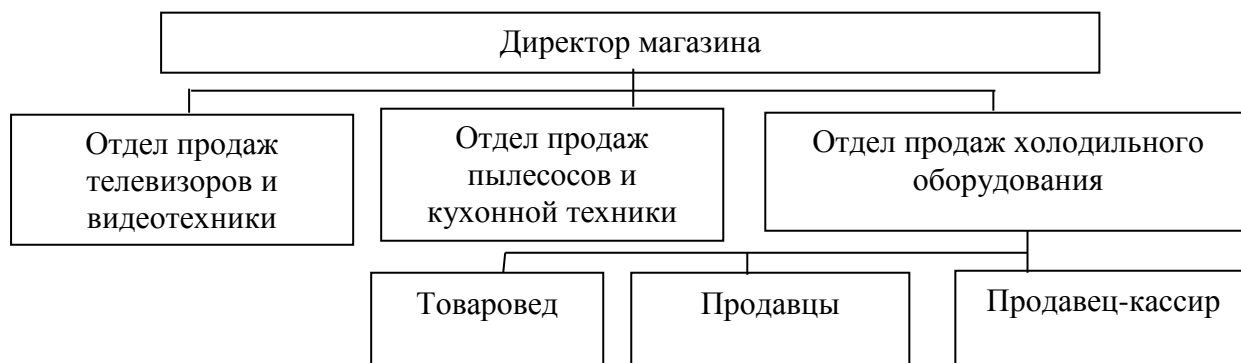 Директор магазина
Отдел продаж
телевизоров и
видеотехники
Отдел продаж
пылесосов и
кухонной техники
Отдел продаж холодильного
оборудования
Товаровед
Продавцы
Продавец-кассир